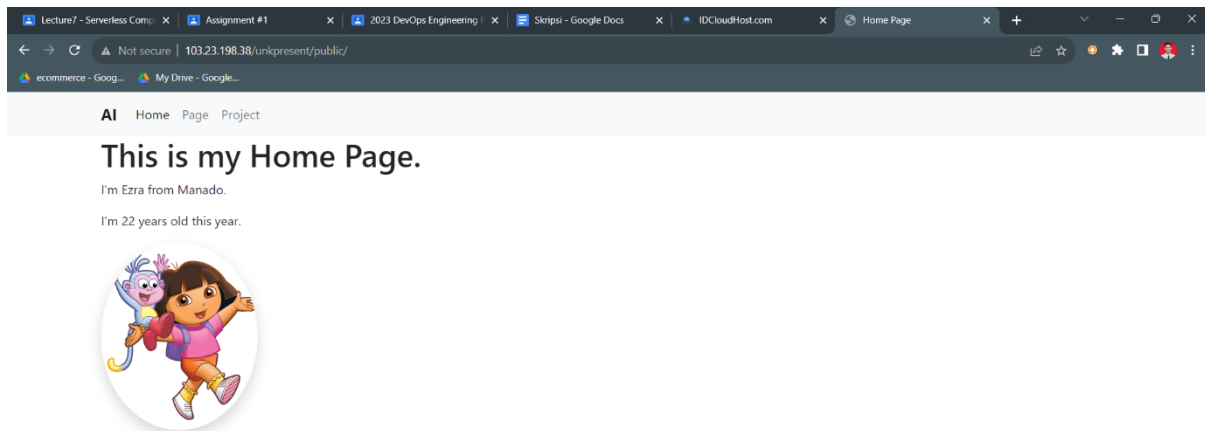 Lecture7 - Serverless Comp
Assignment #1
2023 DevOps Engineering
Skripsi - Google Docs
IDCloudHost.com
Home Page
Not secure | 103.23.198.38/unkpresent/public/
ecommerce - Goog...
My Drive - Google...
AI Home Page Project
This is my Home Page.
I'm Ezra from Manado.
I'm 22 years old this year.